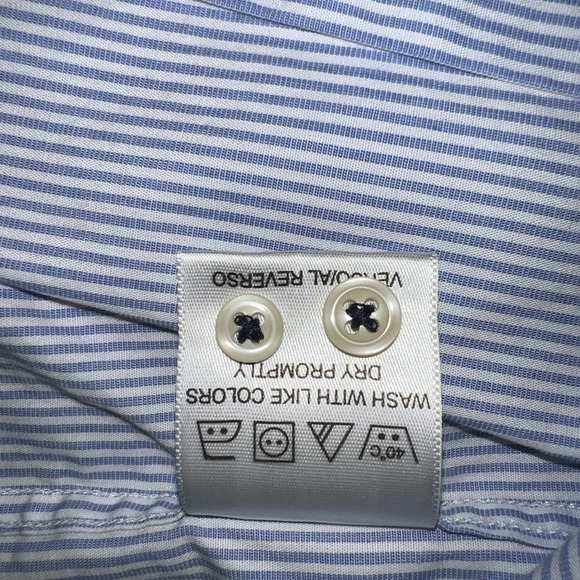 40°C
WASH WITH LIKE COLORS
DRY PROMPTLY
VERSO/AL REVERSO